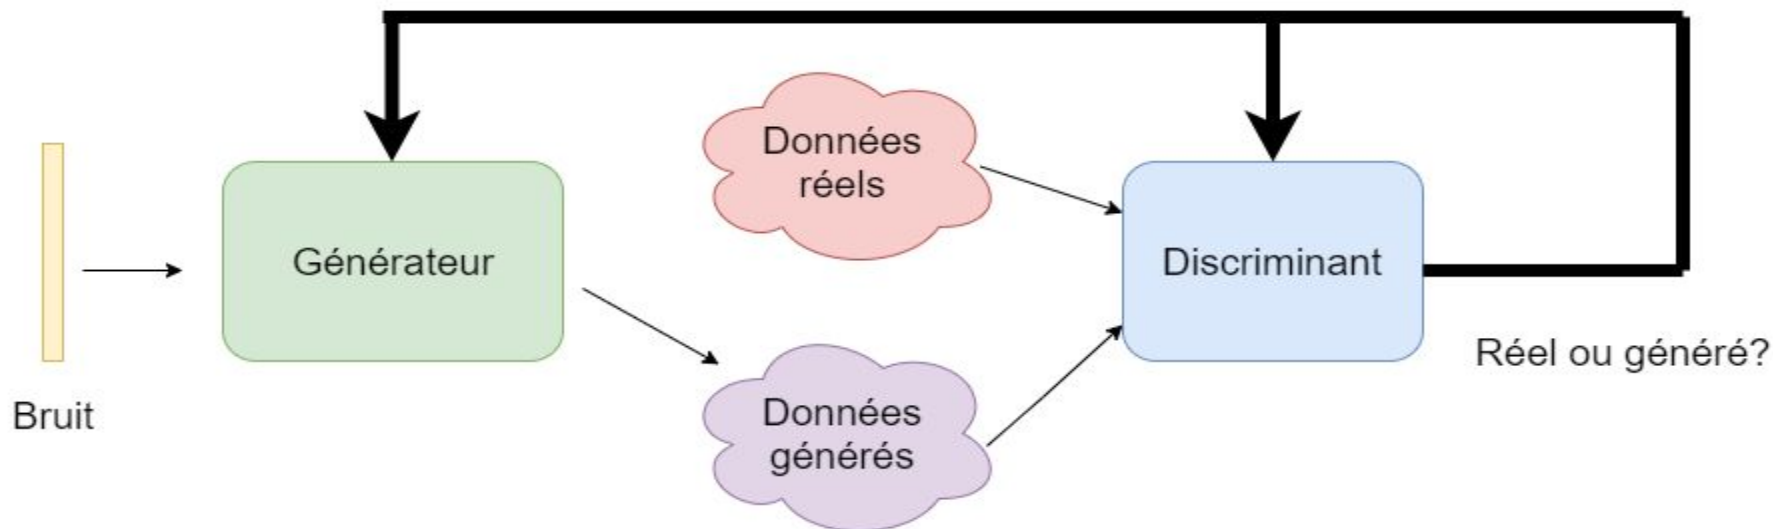 Données
réels
Générateur
Discriminant
Réel ou généré?
Bruit
Données
générés